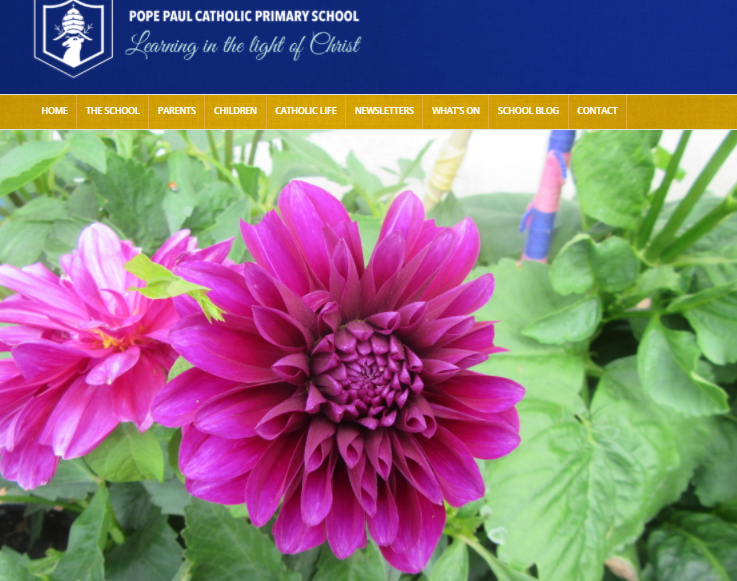 POPE PAUL CATHOLIC PRIMARY SCHOOL
Learning in the light of Christ
HOME THE SCHOOL PARENTS CHILDREN CATHOLIC LIFE NEWSLETTERS WHAT'S ON SCHOOL BLOG CONTACT